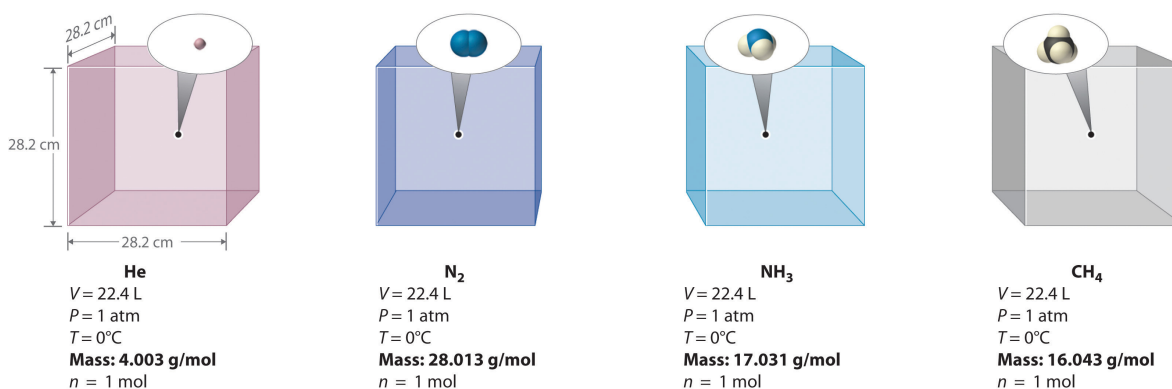 28.2 cm
28.2 cm
28.2 cm
He
V = 22.4 L
P = 1 atm
T = 0°C
Mass: 4.003 g/mol
n = 1 mol
N₂
V = 22.4 L
P = 1 atm
T = 0°C
Mass: 28.013 g/mol
n = 1 mol
NH₃
V = 22.4 L
P = 1 atm
T = 0°C
Mass: 17.031 g/mol
n = 1 mol
CH₄
V = 22.4 L
P = 1 atm
T = 0°C
Mass: 16.043 g/mol
n = 1 mol